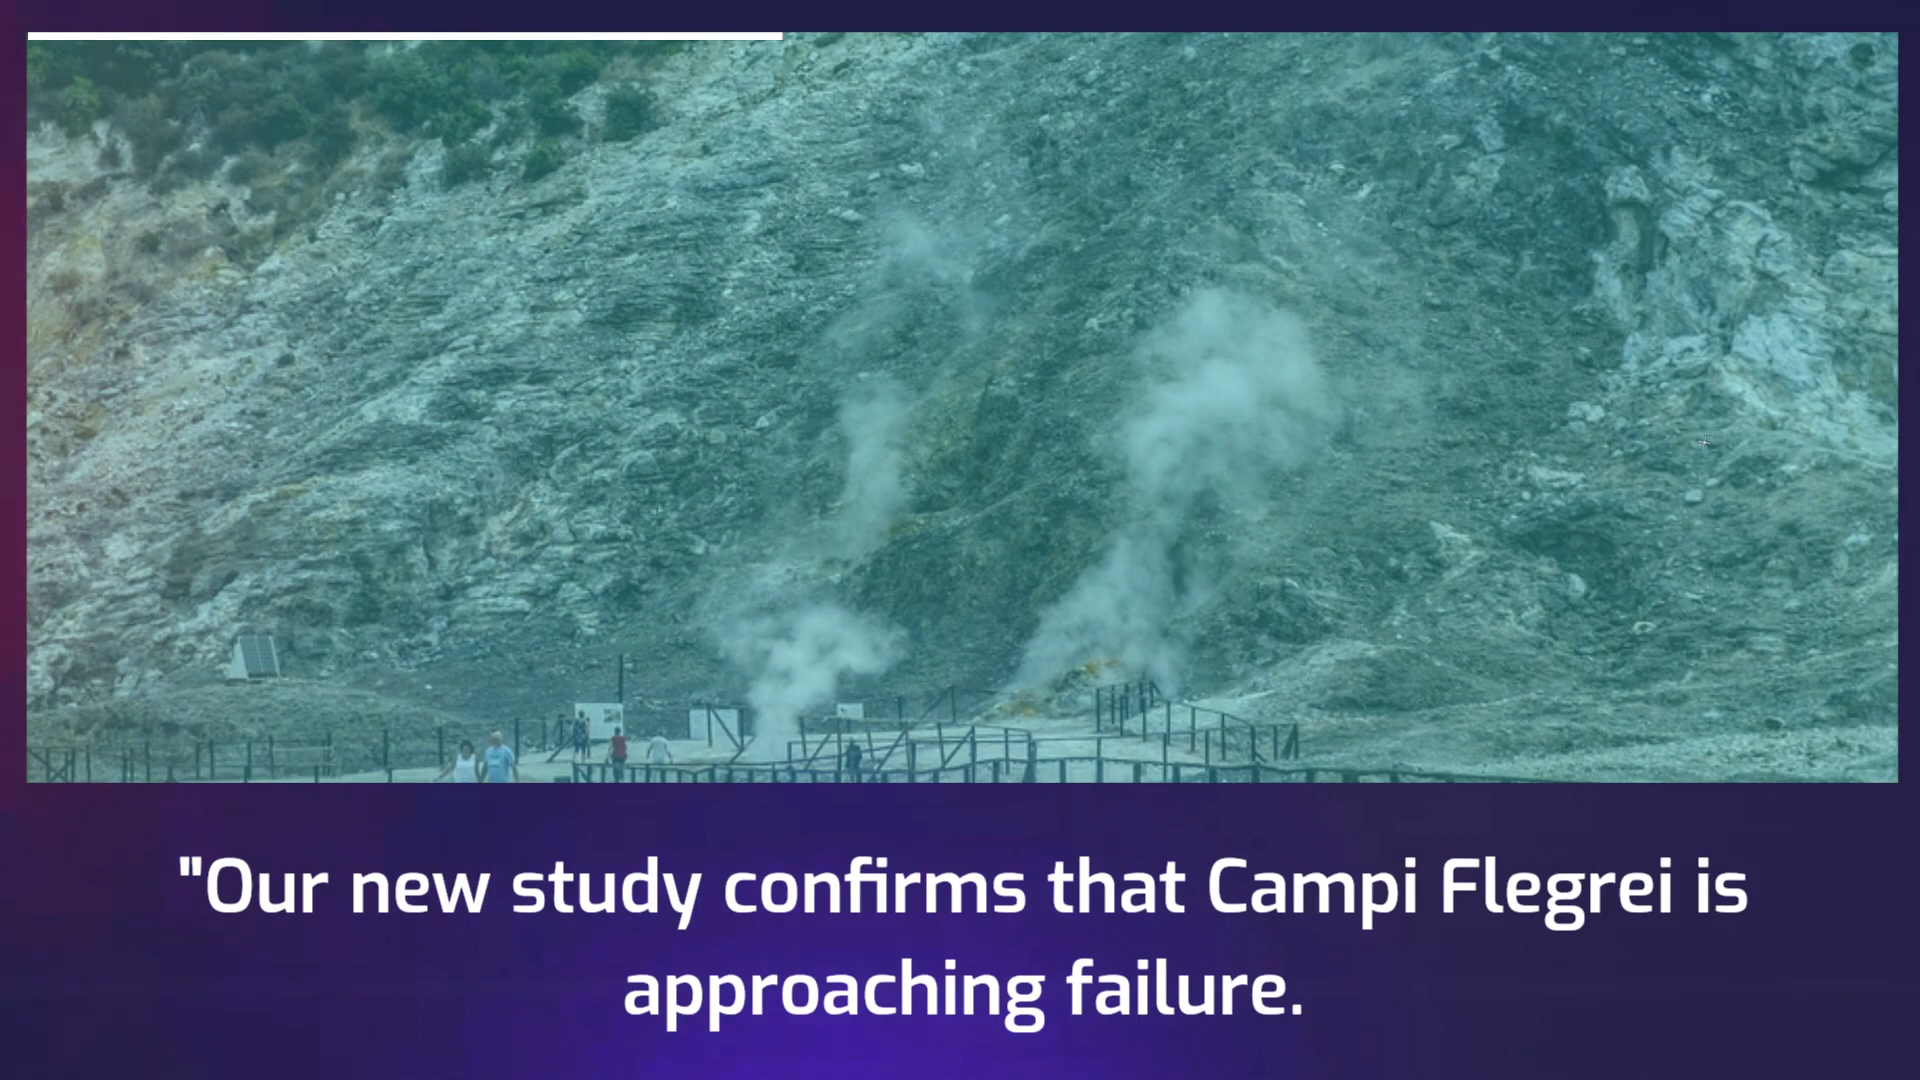 "Our new study confirms that Campi Flegrei is
approaching failure.